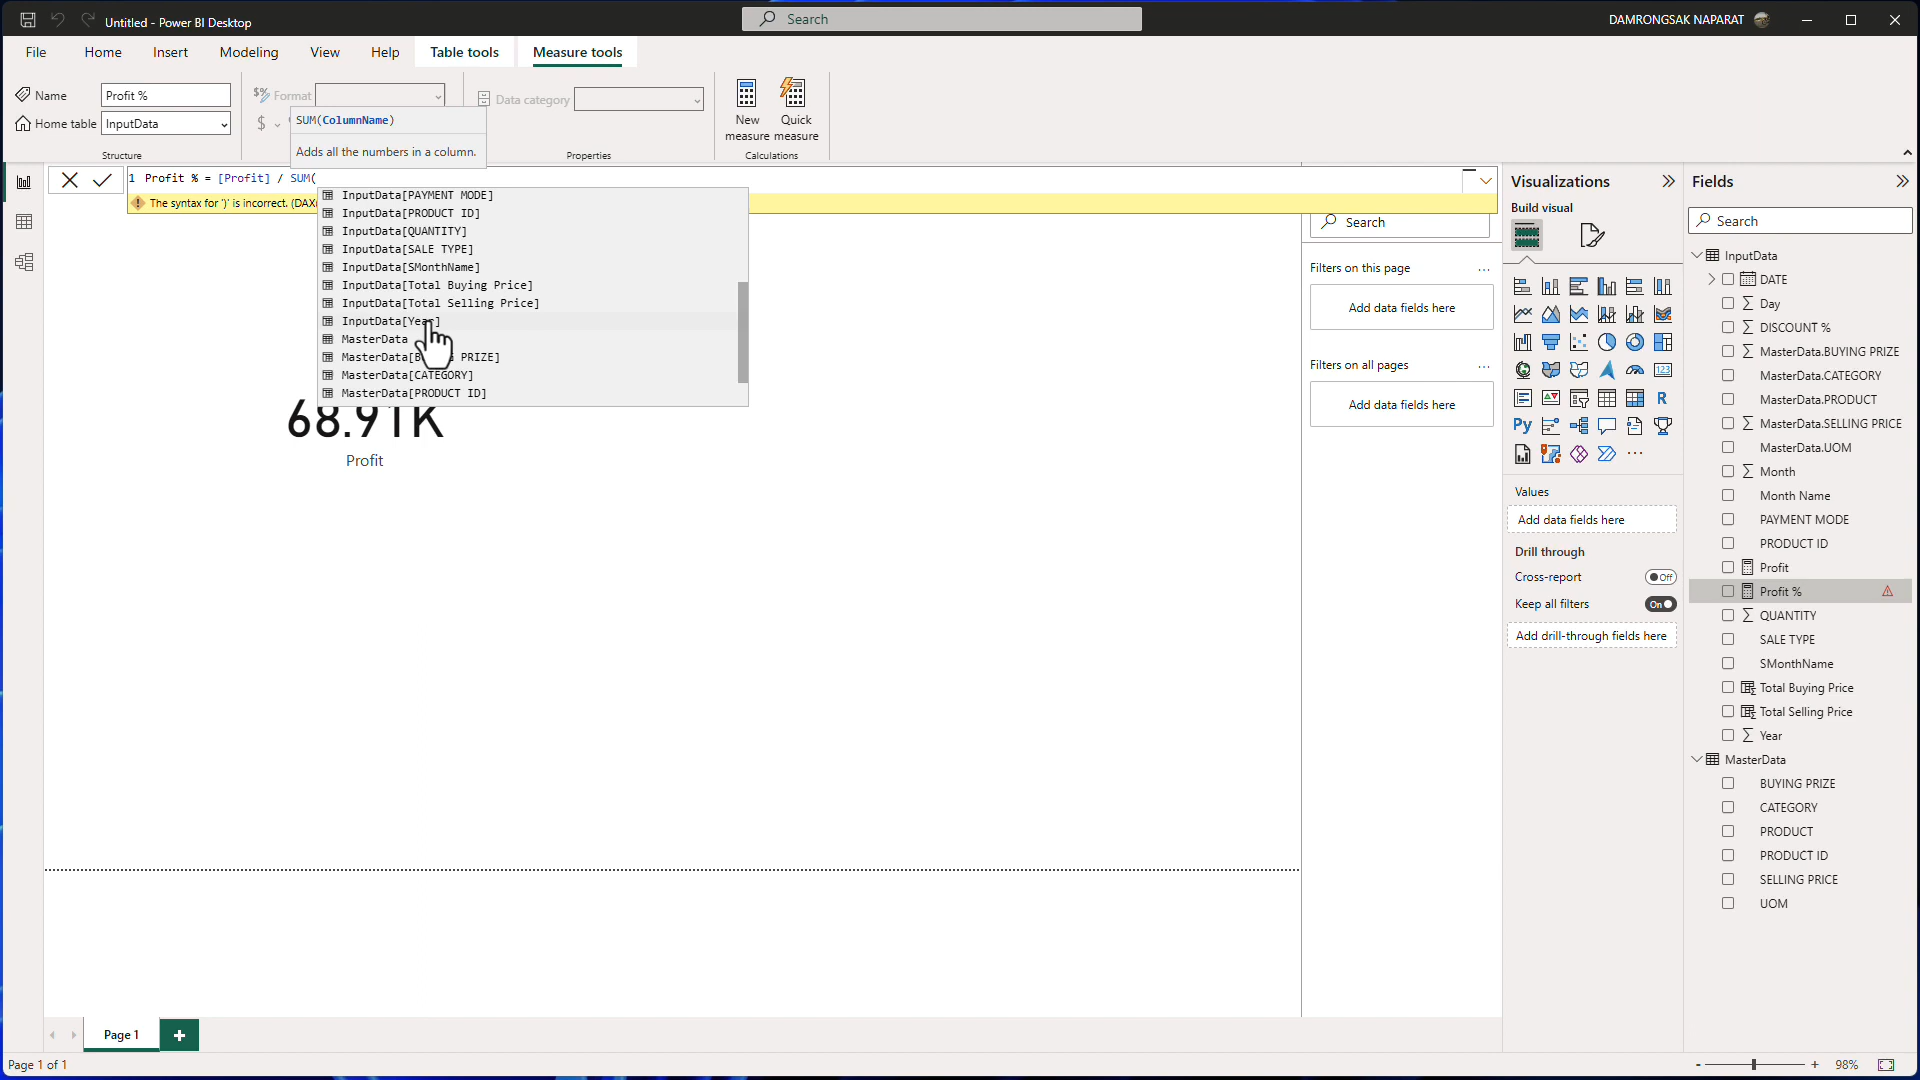 Untitled - Power BI Desktop
Search
DAMRONGSAK NAPARAT
File
Home
Insert
Modeling
View
Help
Table tools
Measure tools
Name
Profit %
Home table
InputData
Structure
Format
SUM(ColumnName)
Adds all the numbers in a column.
Data category
Properties
New measure
Quick measure
Calculations
1 Profit % = [Profit] / SUM(
The syntax for ')' is incorrect. (DAX
InputData[PAYMENT MODE]
InputData[PRODUCT ID]
InputData[QUANTITY]
InputData[SALE TYPE]
InputData[SMonthName]
InputData[Total Buying Price]
InputData[Total Selling Price]
InputData[Year]
MasterData
MasterData[ PRIZE]
MasterData[CATEGORY]
MasterData[PRODUCT ID]
68.91K
Profit
Search
Filters on this page
...
Add data fields here
Filters on all pages
...
Add data fields here
Visualizations
Build visual
123
R
Py
...
Values
Add data fields here
Drill through
Cross-report
Off
Keep all filters
On
Add drill-through fields here
Fields
Search
InputData
DATE
Day
DISCOUNT %
MasterData.BUYING PRIZE
MasterData.CATEGORY
MasterData.PRODUCT
MasterData.SELLING PRICE
MasterData.UOM
Month
Month Name
PAYMENT MODE
PRODUCT ID
Profit
Profit %
QUANTITY
SALE TYPE
SMonthName
Total Buying Price
Total Selling Price
Year
MasterData
BUYING PRIZE
CATEGORY
PRODUCT
PRODUCT ID
SELLING PRICE
UOM
Page 1
Page 1 of 1
98%